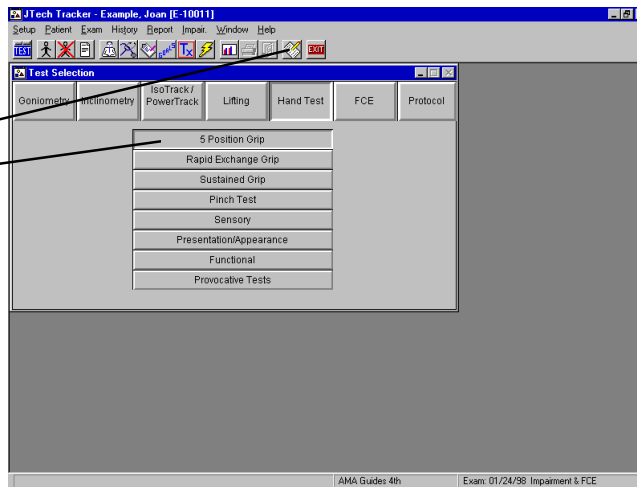 JTech Tracker - Example, Joan [E-10011]
Setup Patient Exam History Report Impair. Window Help
TEST Tx EXIT
Test Selection
Goniometry Inclinometry IsoTrack / PowerTrack Lifting Hand Test FCE Protocol
5 Position Grip
Rapid Exchange Grip
Sustained Grip
Pinch Test
Sensory
Presentation/Appearance
Functional
Provocative Tests
AMA Guides 4th Exam: 01/24/98 Impairment & FCE